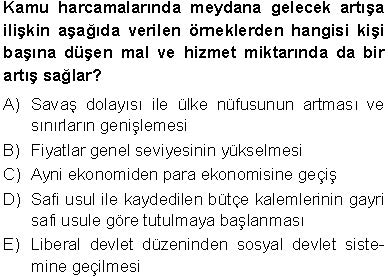 Kamu harcamalarında meydana gelecek artışa
ilişkin aşağıda verilen örneklerden hangisi kişi
başına düşen mal ve hizmet miktarında da bir
artış sağlar?
A) Savaş dolayısı ile ülke nüfusunun artması ve
sınırların genişlemesi
B) Fiyatlar genel seviyesinin yükselmesi
C) Ayni ekonomiden para ekonomisine geçiş
D) Safi usul ile kaydedilen bütçe kalemlerinin gayri
safi usule göre tutulmaya başlanması
E) Liberal devlet düzeninden sosyal devlet siste-
mine geçilmesi